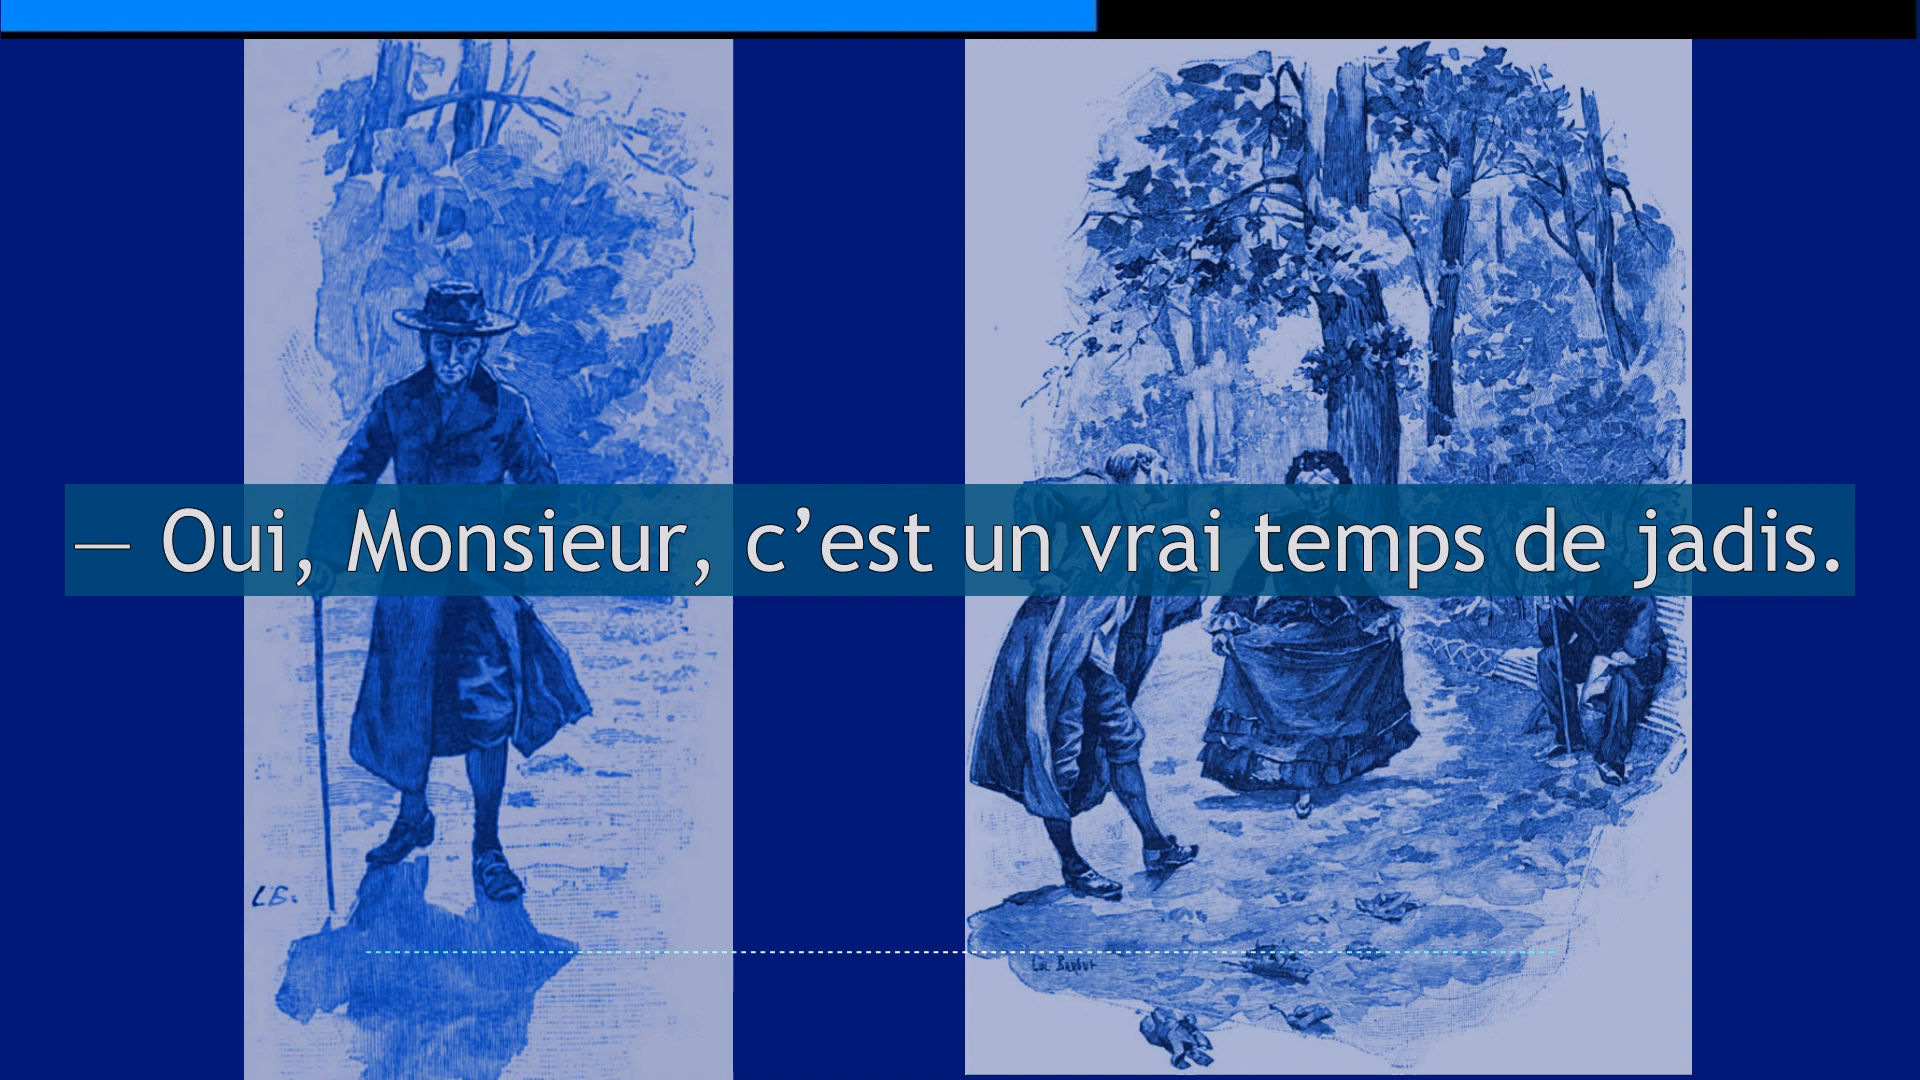 — Oui, Monsieur, c’est un vrai temps de jadis.
L.B.